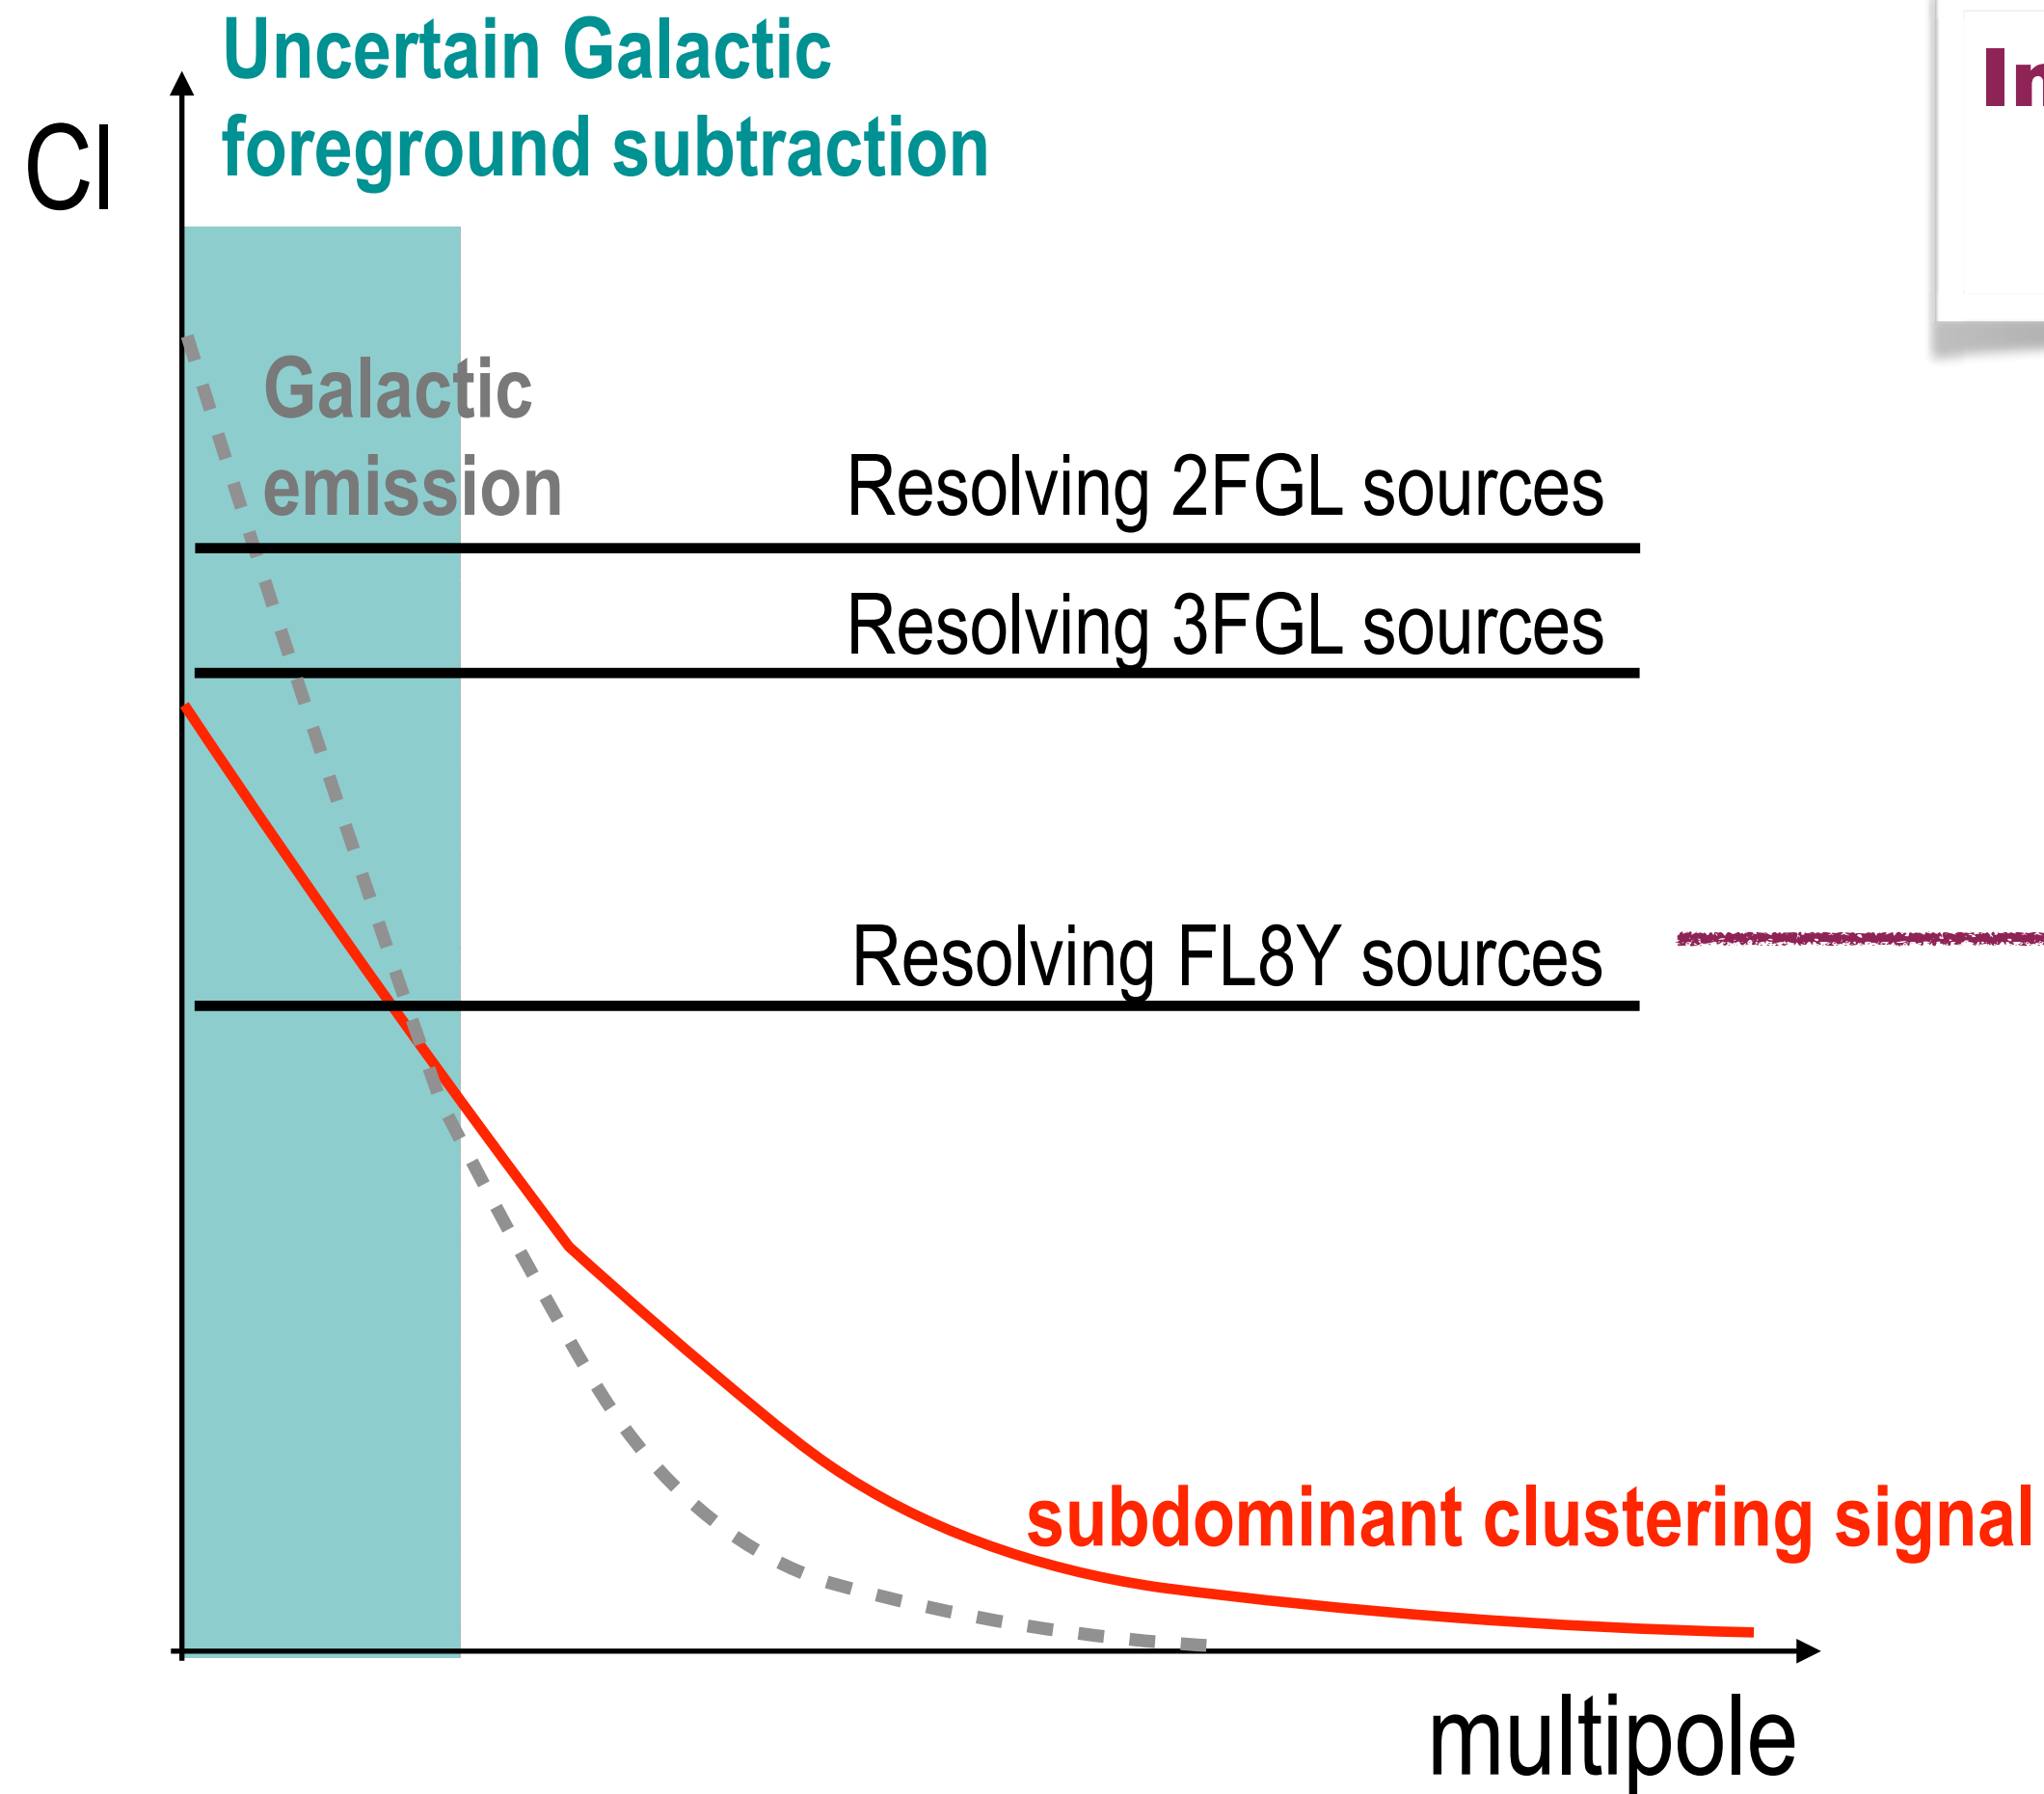 Uncertain Galactic
foreground subtraction
Cl
Galactic
emission
Resolving 2FGL sources
Resolving 3FGL sources
Resolving FL8Y sources
subdominant clustering signal
multipole